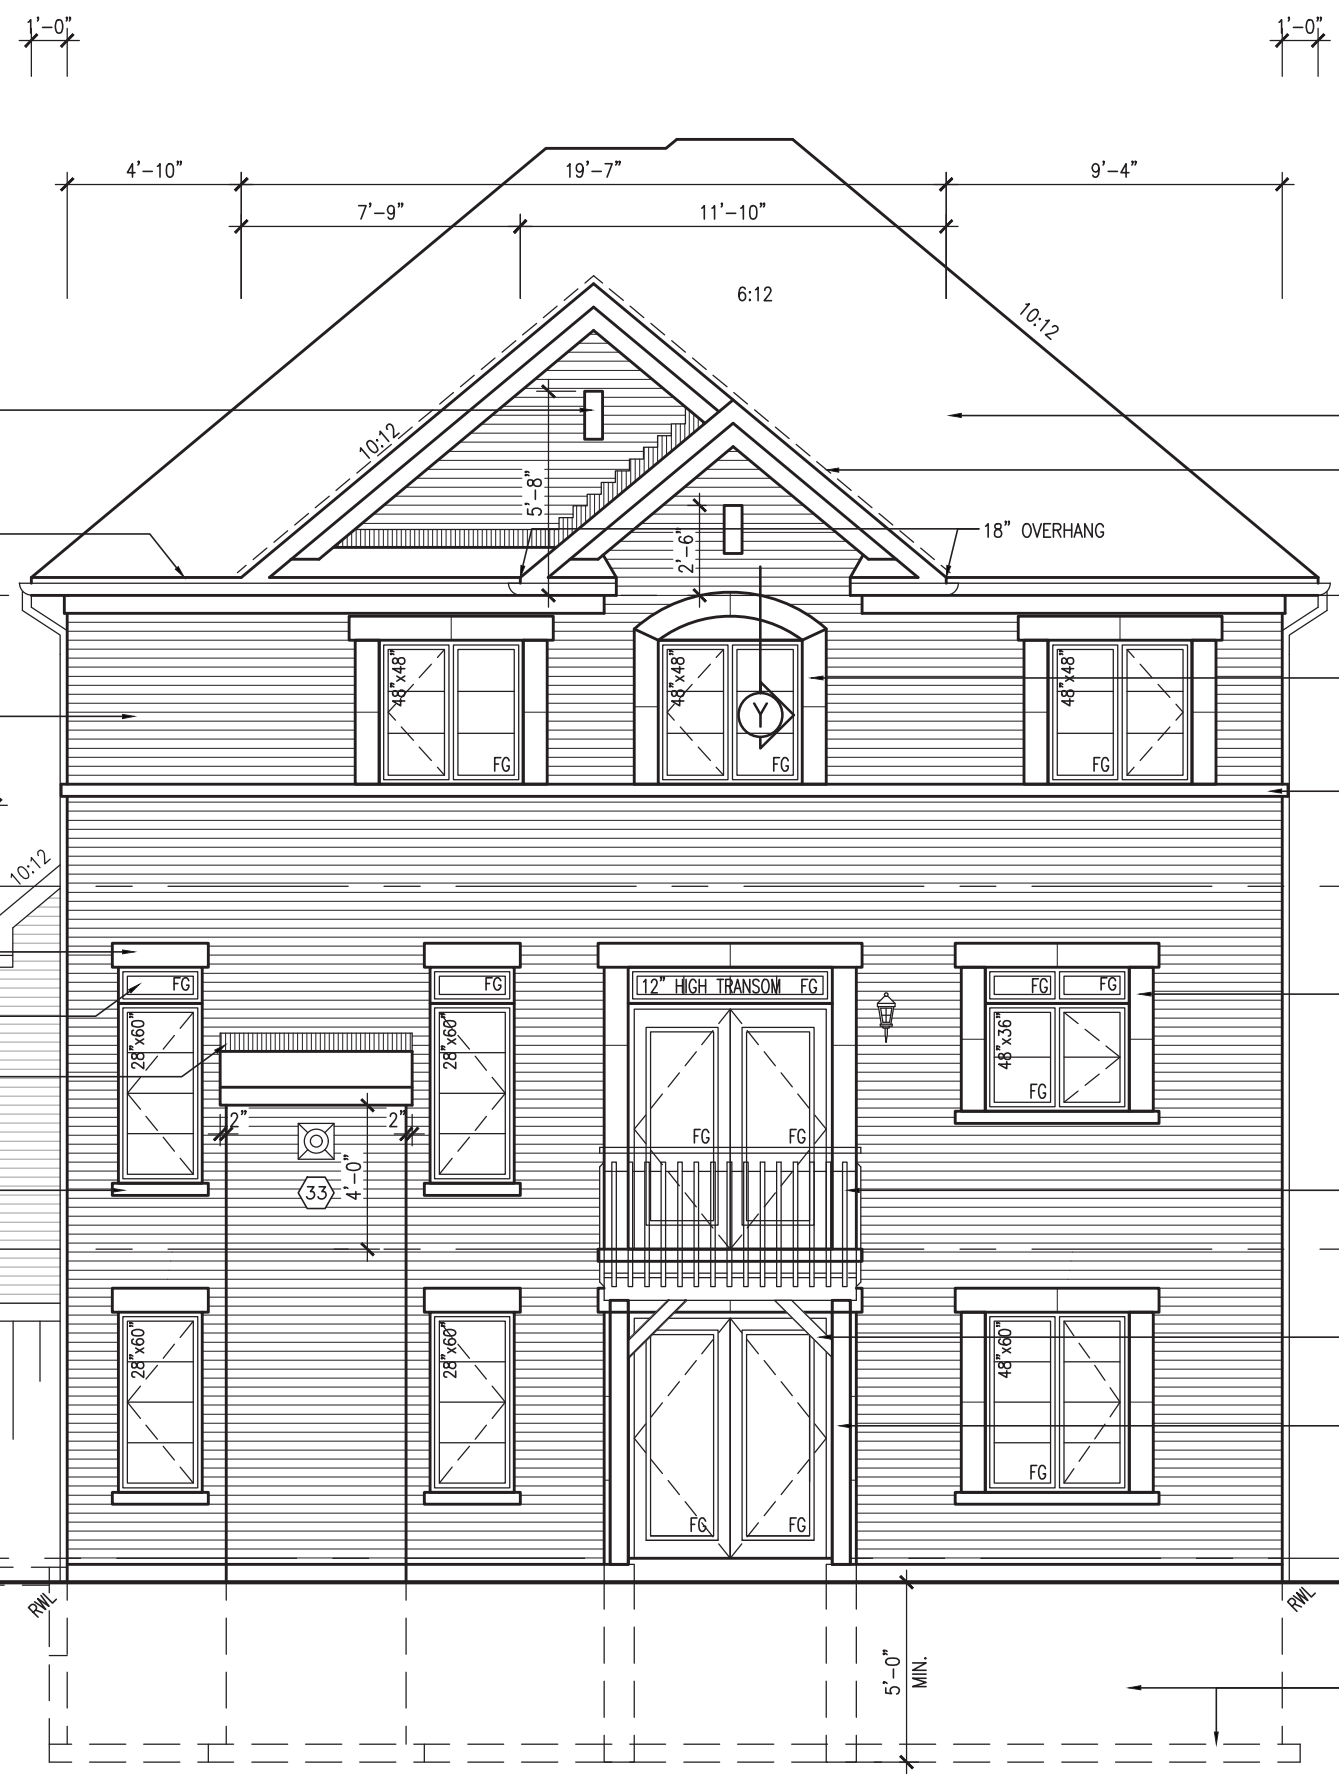 1'-0" 1'-0"
4'-10" 19'-7" 9'-4"
7'-9" 11'-10"
6:12
10:12
10:12
5'-8"
2'-6"
18" OVERHANG
48"x48" 48"x48" 48"x48"
Y
FG FG FG
10:12
FG FG 12" HIGH TRANSOM FG FG FG
28"x60" 28"x60" 48"x36"
FG
2" 2"
FG FG
4'-0"
33
28"x60" 28"x60" 48"x60"
FG
FG FG
RWL RWL
5'-0"
MIN.